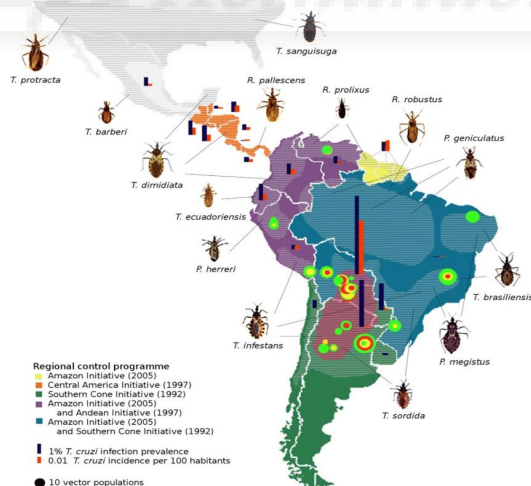 T. sanguisuga
T. protracta
R. pallescens
R. prolixus
T. barberi
R. robustus
P. geniculatus
T. dimidiata
T. ecuadoriensis
P. herreri
T. brasiliensis
T. infestans
P. megistus
T. sordida
Regional control programme
Amazon Initiative (2005)
Central America Initiative (1997)
Southern Cone Initiative (1992)
Amazon Initiative (2005)
and Andean Initiative (1997)
Amazon Initiative (2005)
and Southern Cone Initiative (1992)
1% T. cruzi infection prevalence
0.01 T. cruzi incidence per 100 habitants
10 vector populations